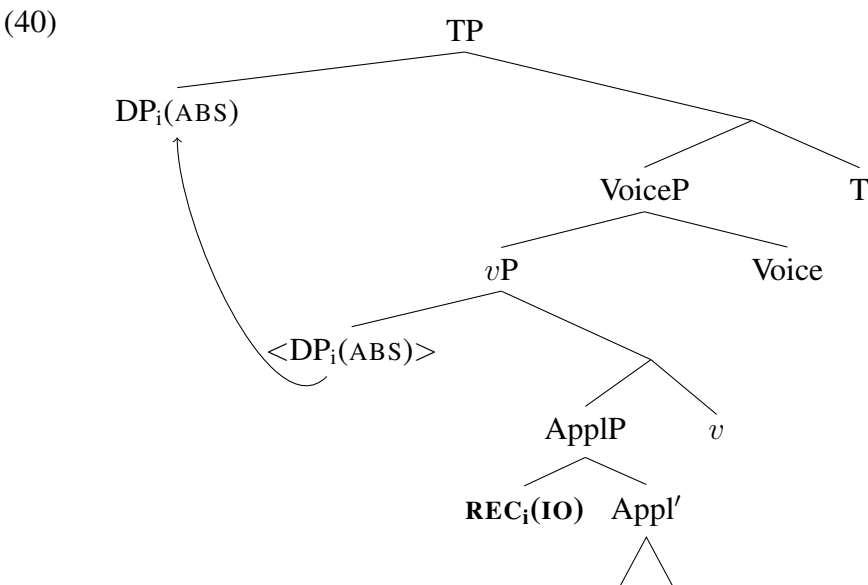 (40)
TP
DPi(ABS)
VoiceP T
vP Voice
<DPi(ABS)>
ApplP v
RECi(IO) Appl′